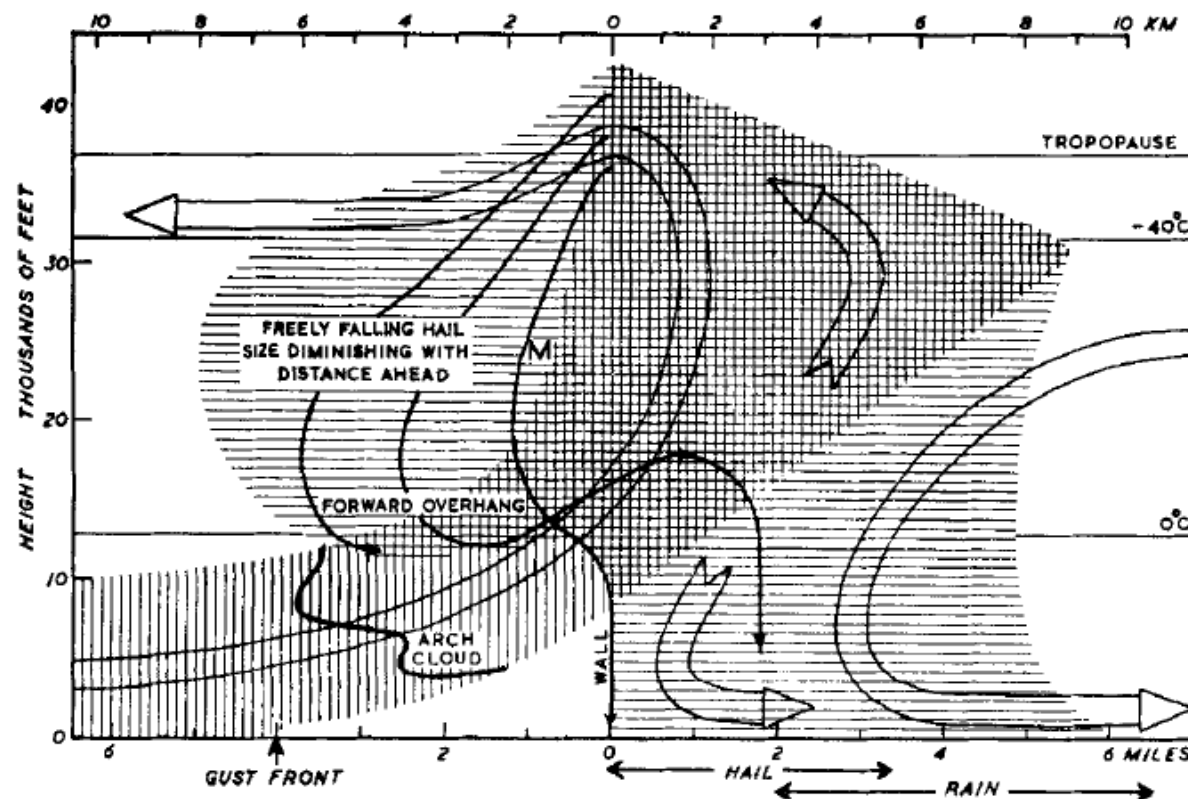 10 8 6 4 2 0 2 4 6 8 10 KM
40
TROPOPAUSE
-40°C
30
HEIGHT THOUSANDS OF FEET
FREELY FALLING HAIL
SIZE DIMINISHING WITH
DISTANCE AHEAD
M
20
FORWARD OVERHANG
0°C
10
ARCH
CLOUD
WALL
0
6 2 0 2 4 6 MILES
GUST FRONT
HAIL
RAIN